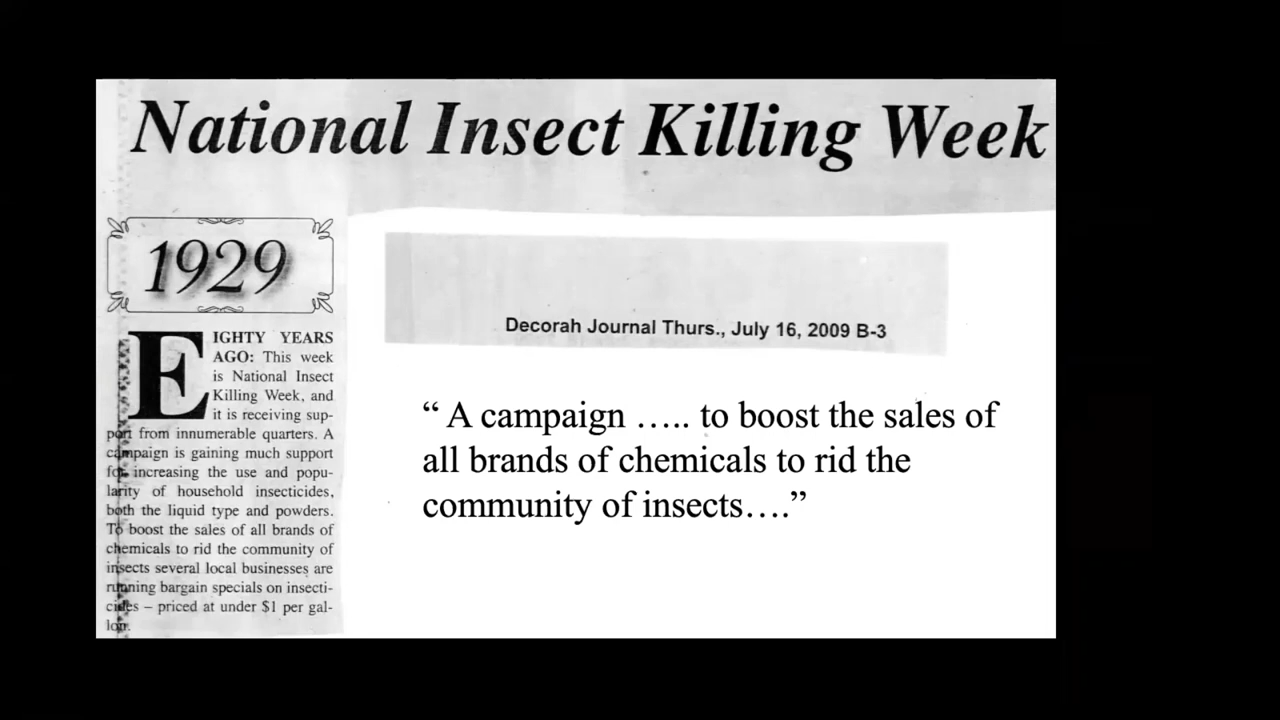 National Insect Killing Week
1929
EIGHTY YEARS
AGO: This week
is National Insect
Killing Week, and
it is receiving sup-
port from innumerable quarters. A
campaign is gaining much support
for increasing the use and popu-
larity of household insecticides,
both the liquid type and powders.
To boost the sales of all brands of
chemicals to rid the community of
insects several local businesses are
running bargain specials on insecti-
cides – priced at under $1 per gal-
lon.
Decorah Journal Thurs., July 16, 2009 B-3
“ A campaign ….. to boost the sales of
all brands of chemicals to rid the
community of insects….”